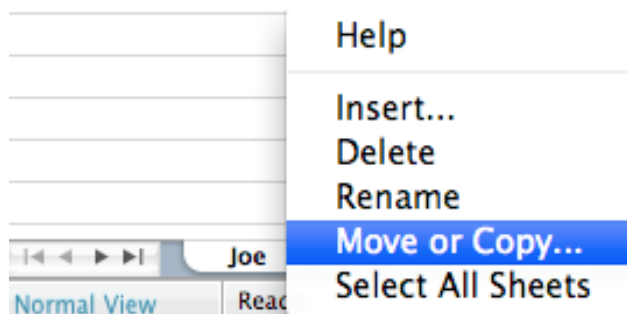 Help
Insert...
Delete
Rename
Move or Copy...
Select All Sheets
Joe
Normal View